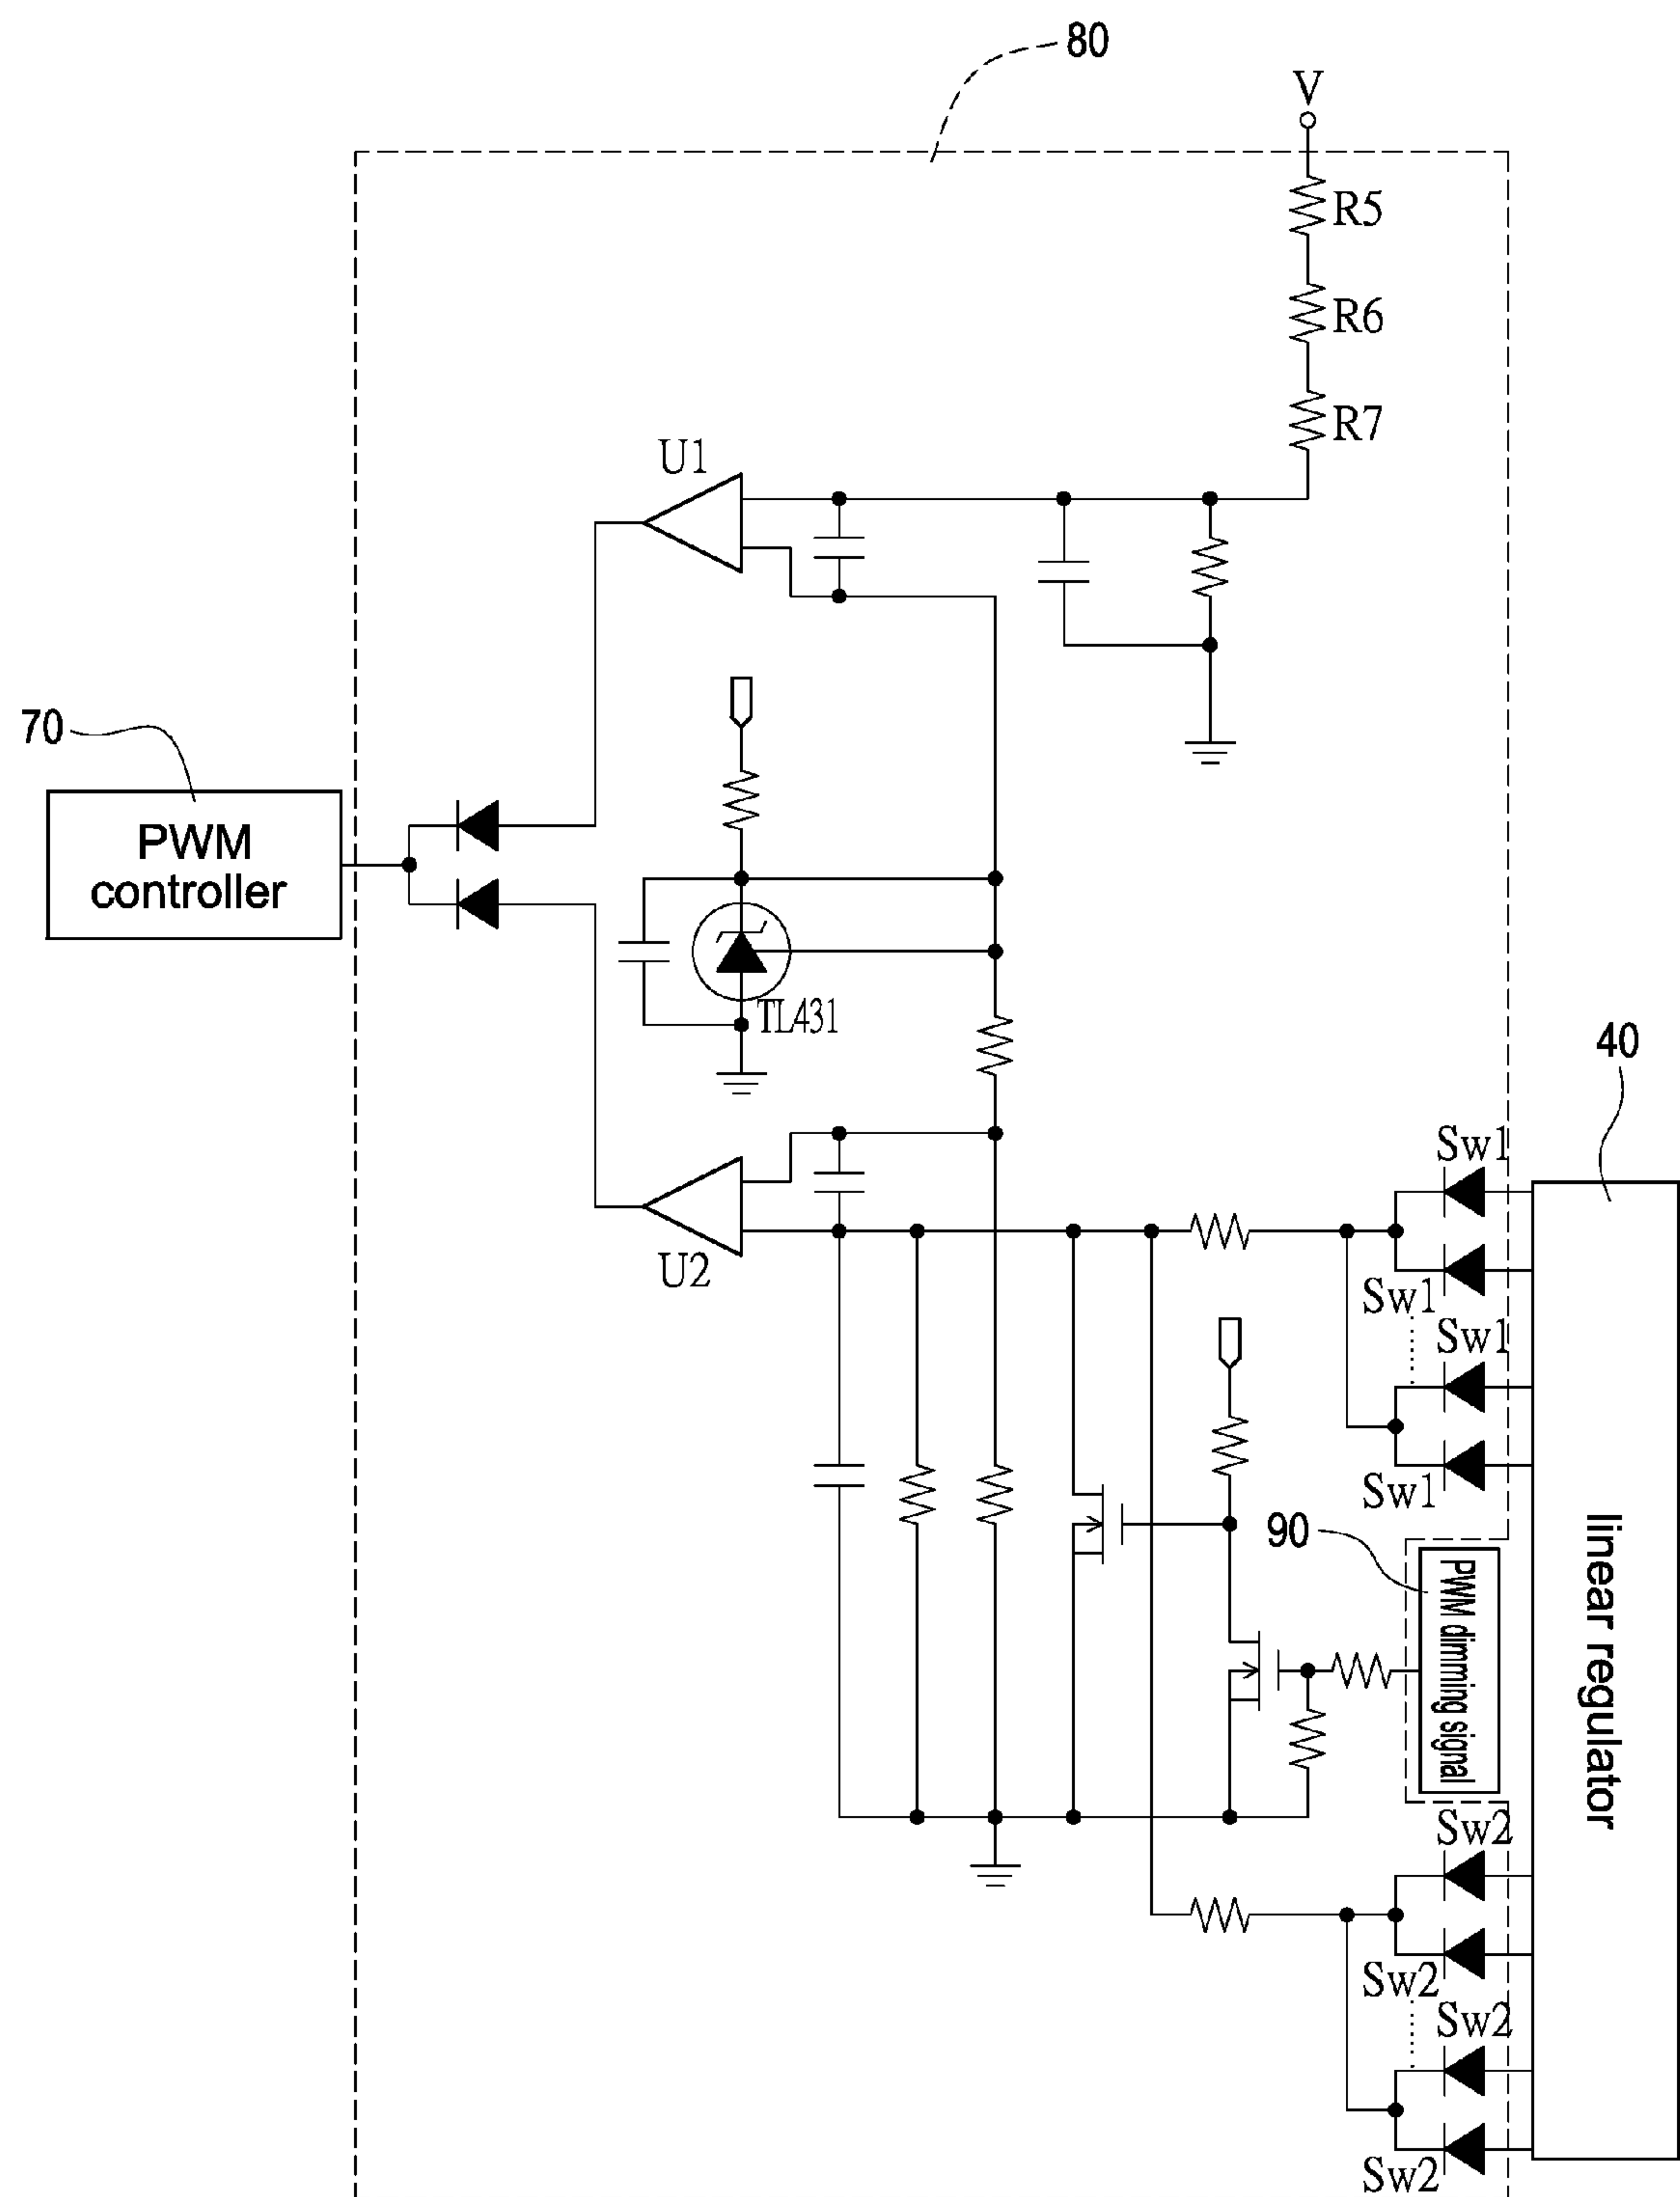 80
V
R5
R6
R7
U1
70
PWM
controller
TL431
40
Sw1
U2
Sw1
Sw1
Sw1
90
PWM dimming signal
linear regulator
Sw2
Sw2
Sw2
Sw2